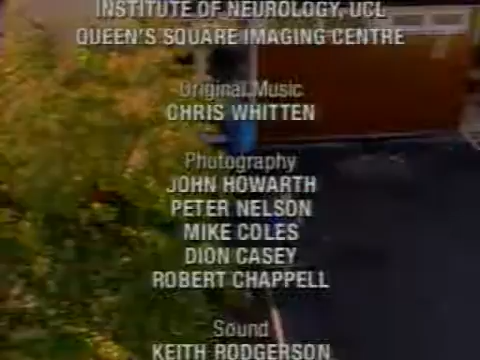 INSTITUTE OF NEUROLOGY, UCL
QUEEN'S SQUARE IMAGING CENTRE
Original Music
CHRIS WHITTEN
Photography
JOHN HOWARTH
PETER NELSON
MIKE COLES
DION CASEY
ROBERT CHAPPELL
Sound
KEITH RODGERSON